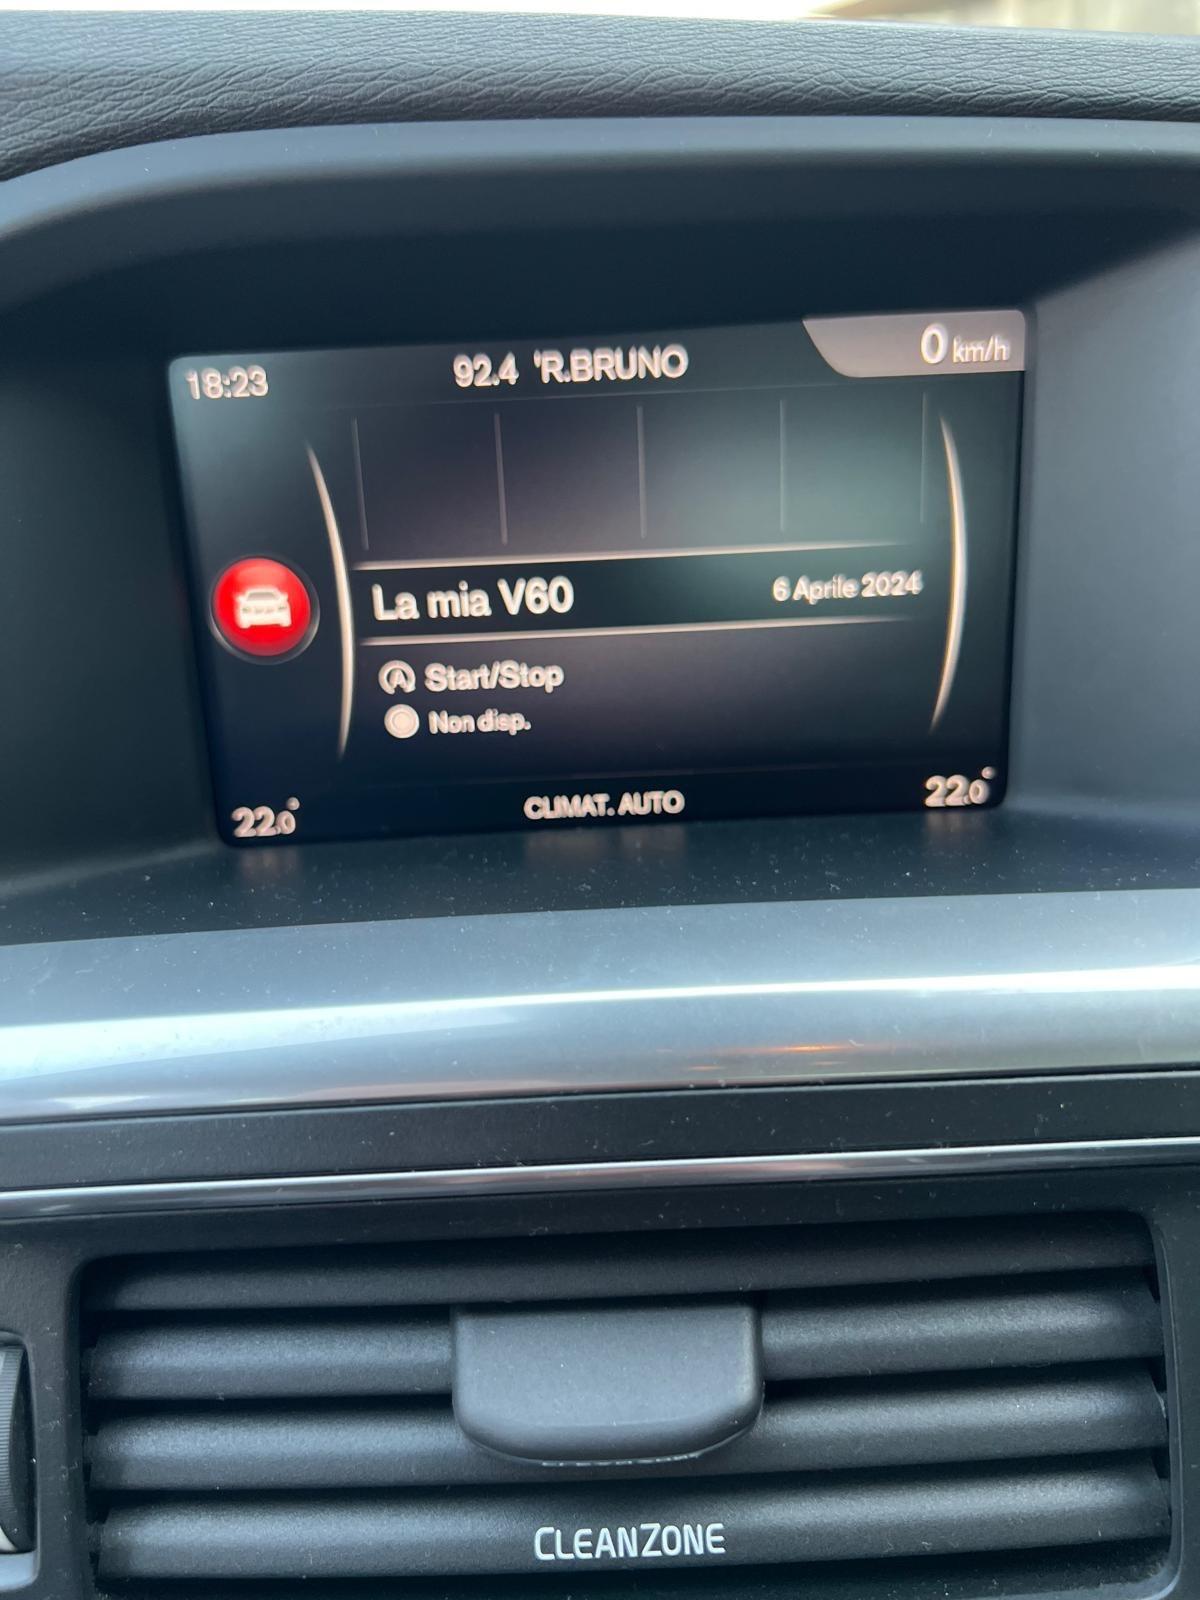 18:23
92.4 'R.BRUNO
0 km/h
La mia V60
6 Aprile 2024
Start/Stop
Non disp.
22.0°
CLIMAT. AUTO
22.0°
CLEANZONE